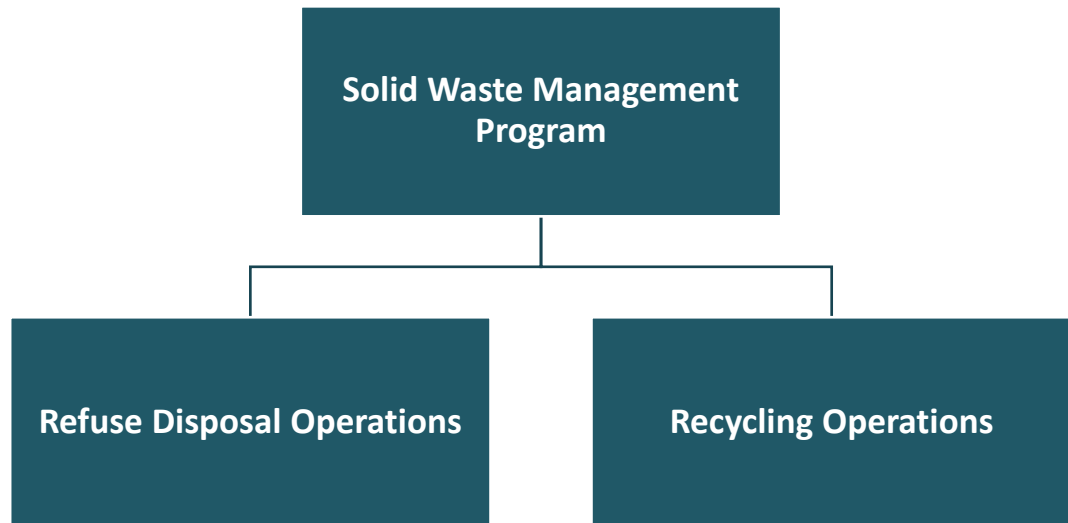 Solid Waste Management
Program
Refuse Disposal Operations
Recycling Operations